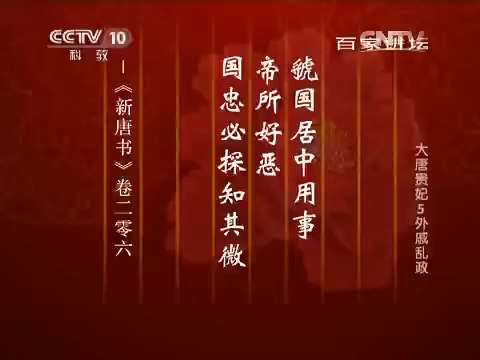 CCTV 10
科教
CNTV
百家讲坛
虢国居中用事
帝所好恶
国忠必探知其微
—《新唐书》卷二零六
大唐贵妃5外戚乱政